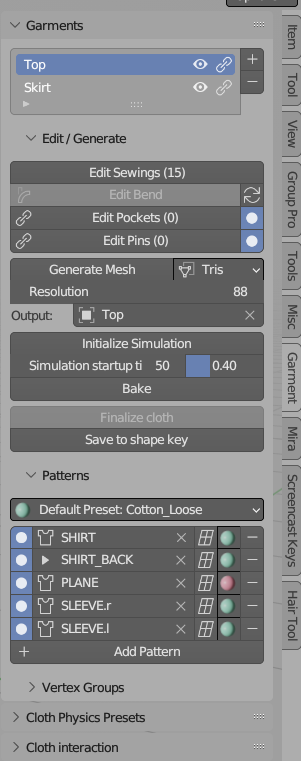 Garments
Top
Skirt
Edit / Generate
Edit Sewings (15)
Edit Bend
Edit Pockets (0)
Edit Pins (0)
Generate Mesh Tris
Resolution 88
Output: Top
Initialize Simulation
Simulation startup ti 50 0.40
Bake
Finalize cloth
Save to shape key
Patterns
Default Preset: Cotton_Loose
SHIRT
SHIRT_BACK
PLANE
SLEEVE.r
SLEEVE.l
Add Pattern
Vertex Groups
Cloth Physics Presets
Cloth interaction
Item
Tool
View
Group Pro
Tools
Misc
Garment
Mira
Screencast Keys
Hair Tool